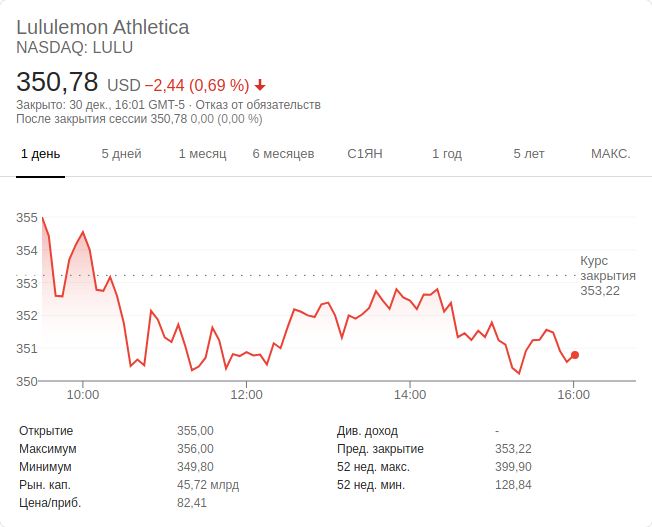 Lululemon Athletica
NASDAQ: LULU
350,78 USD −2,44 (0,69 %)
Закрыто: 30 дек., 16:01 GMT-5 · Отказ от обязательств
После закрытия сессии 350,78 0,00 (0,00 %)
1 день 5 дней 1 месяц 6 месяцев С1ЯН 1 год 5 лет МАКС.
355
354
353
352
351
350
Курс
закрытия
353,22
10:00 12:00 14:00 16:00
Открытие 355,00 Див. доход -
Максимум 356,00 Пред. закрытие 353,22
Минимум 349,80 52 нед. макс. 399,90
Рын. кап. 45,72 млрд 52 нед. мин. 128,84
Цена/приб. 82,41